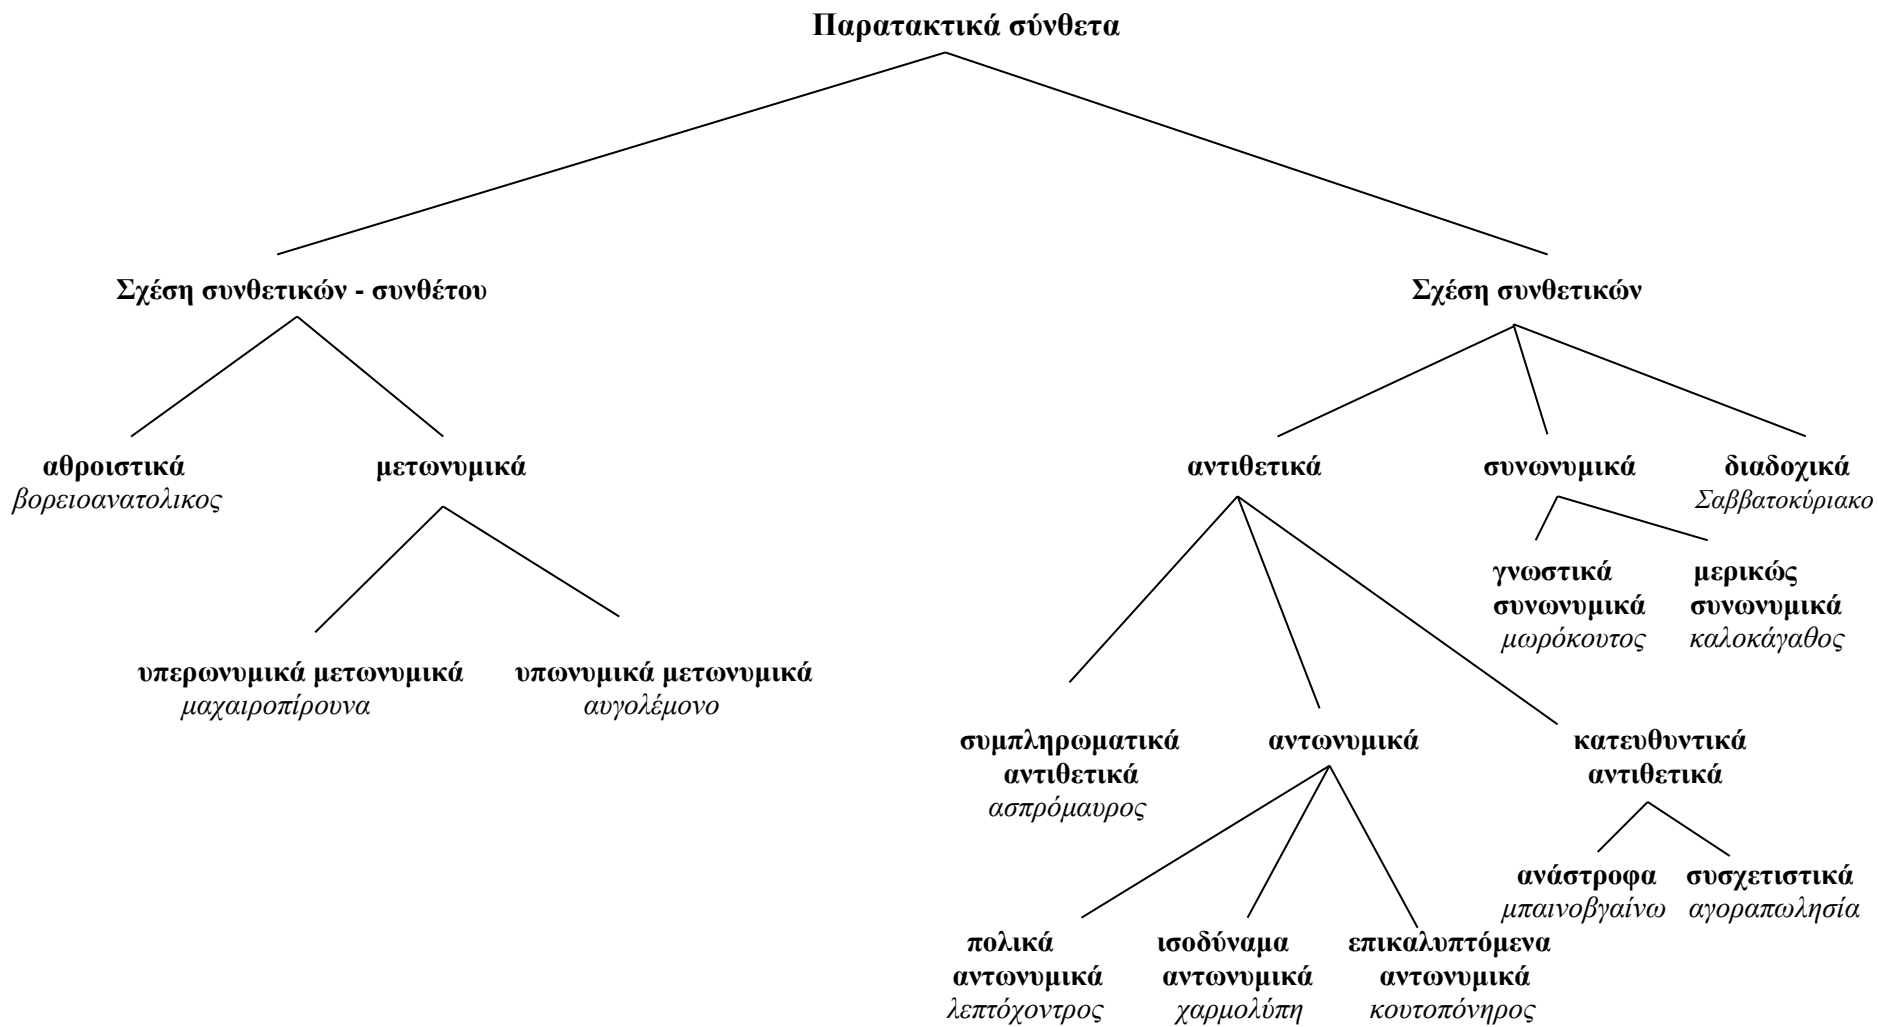 Παρατακτικά σύνθετα
Σχέση συνθετικών - συνθέτου
Σχέση συνθετικών
αθροιστικά
βορειοανατολικος
μετωνυμικά
αντιθετικά
συνωνυμικά
διαδοχικά
Σαββατοκύριακο
γνωστικά
συνωνυμικά
μωρόκουτος
μερικώς
συνωνυμικά
καλοκάγαθος
υπερωνυμικά μετωνυμικά
μαχαιροπίρουνα
υπωνυμικά μετωνυμικά
αυγολέμονο
συμπληρωματικά
αντιθετικά
ασπρόμαυρος
αντωνυμικά
κατευθυντικά
αντιθετικά
ανάστροφα
μπαινοβγαίνω
συσχετιστικά
αγοραπωλησία
πολικά
αντωνυμικά
λεπτόχοντρος
ισοδύναμα
αντωνυμικά
χαρμολύπη
επικαλυπτόμενα
αντωνυμικά
κουτοπόνηρος